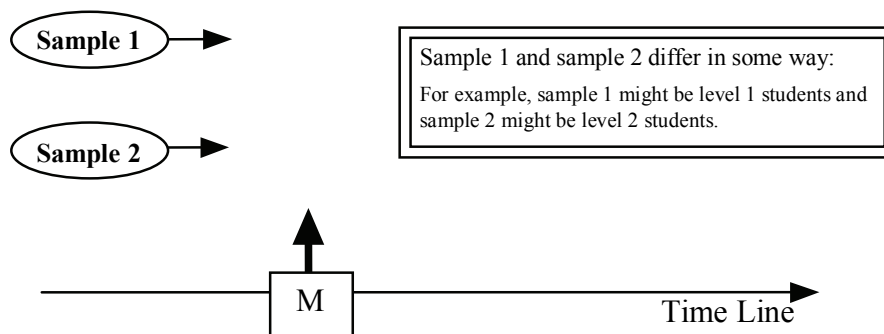 Sample 1
Sample 1 and sample 2 differ in some way:
For example, sample 1 might be level 1 students and
sample 2 might be level 2 students.
Sample 2
M
Time Line